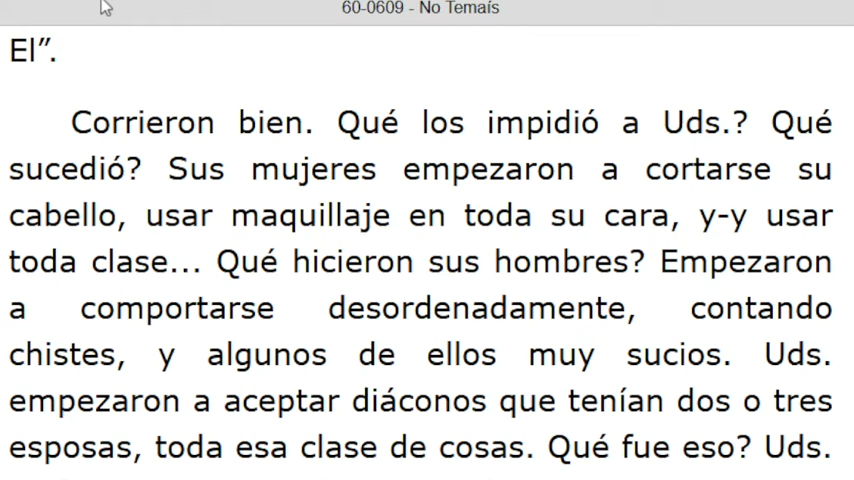 60-0609 - No Temaís
El”.
Corrieron bien. Qué los impidió a Uds.? Qué
sucedió? Sus mujeres empezaron a cortarse su
cabello, usar maquillaje en toda su cara, y-y usar
toda clase... Qué hicieron sus hombres? Empezaron
a comportarse desordenadamente, contando
chistes, y algunos de ellos muy sucios. Uds.
empezaron a aceptar diáconos que tenían dos o tres
esposas, toda esa clase de cosas. Qué fue eso? Uds.